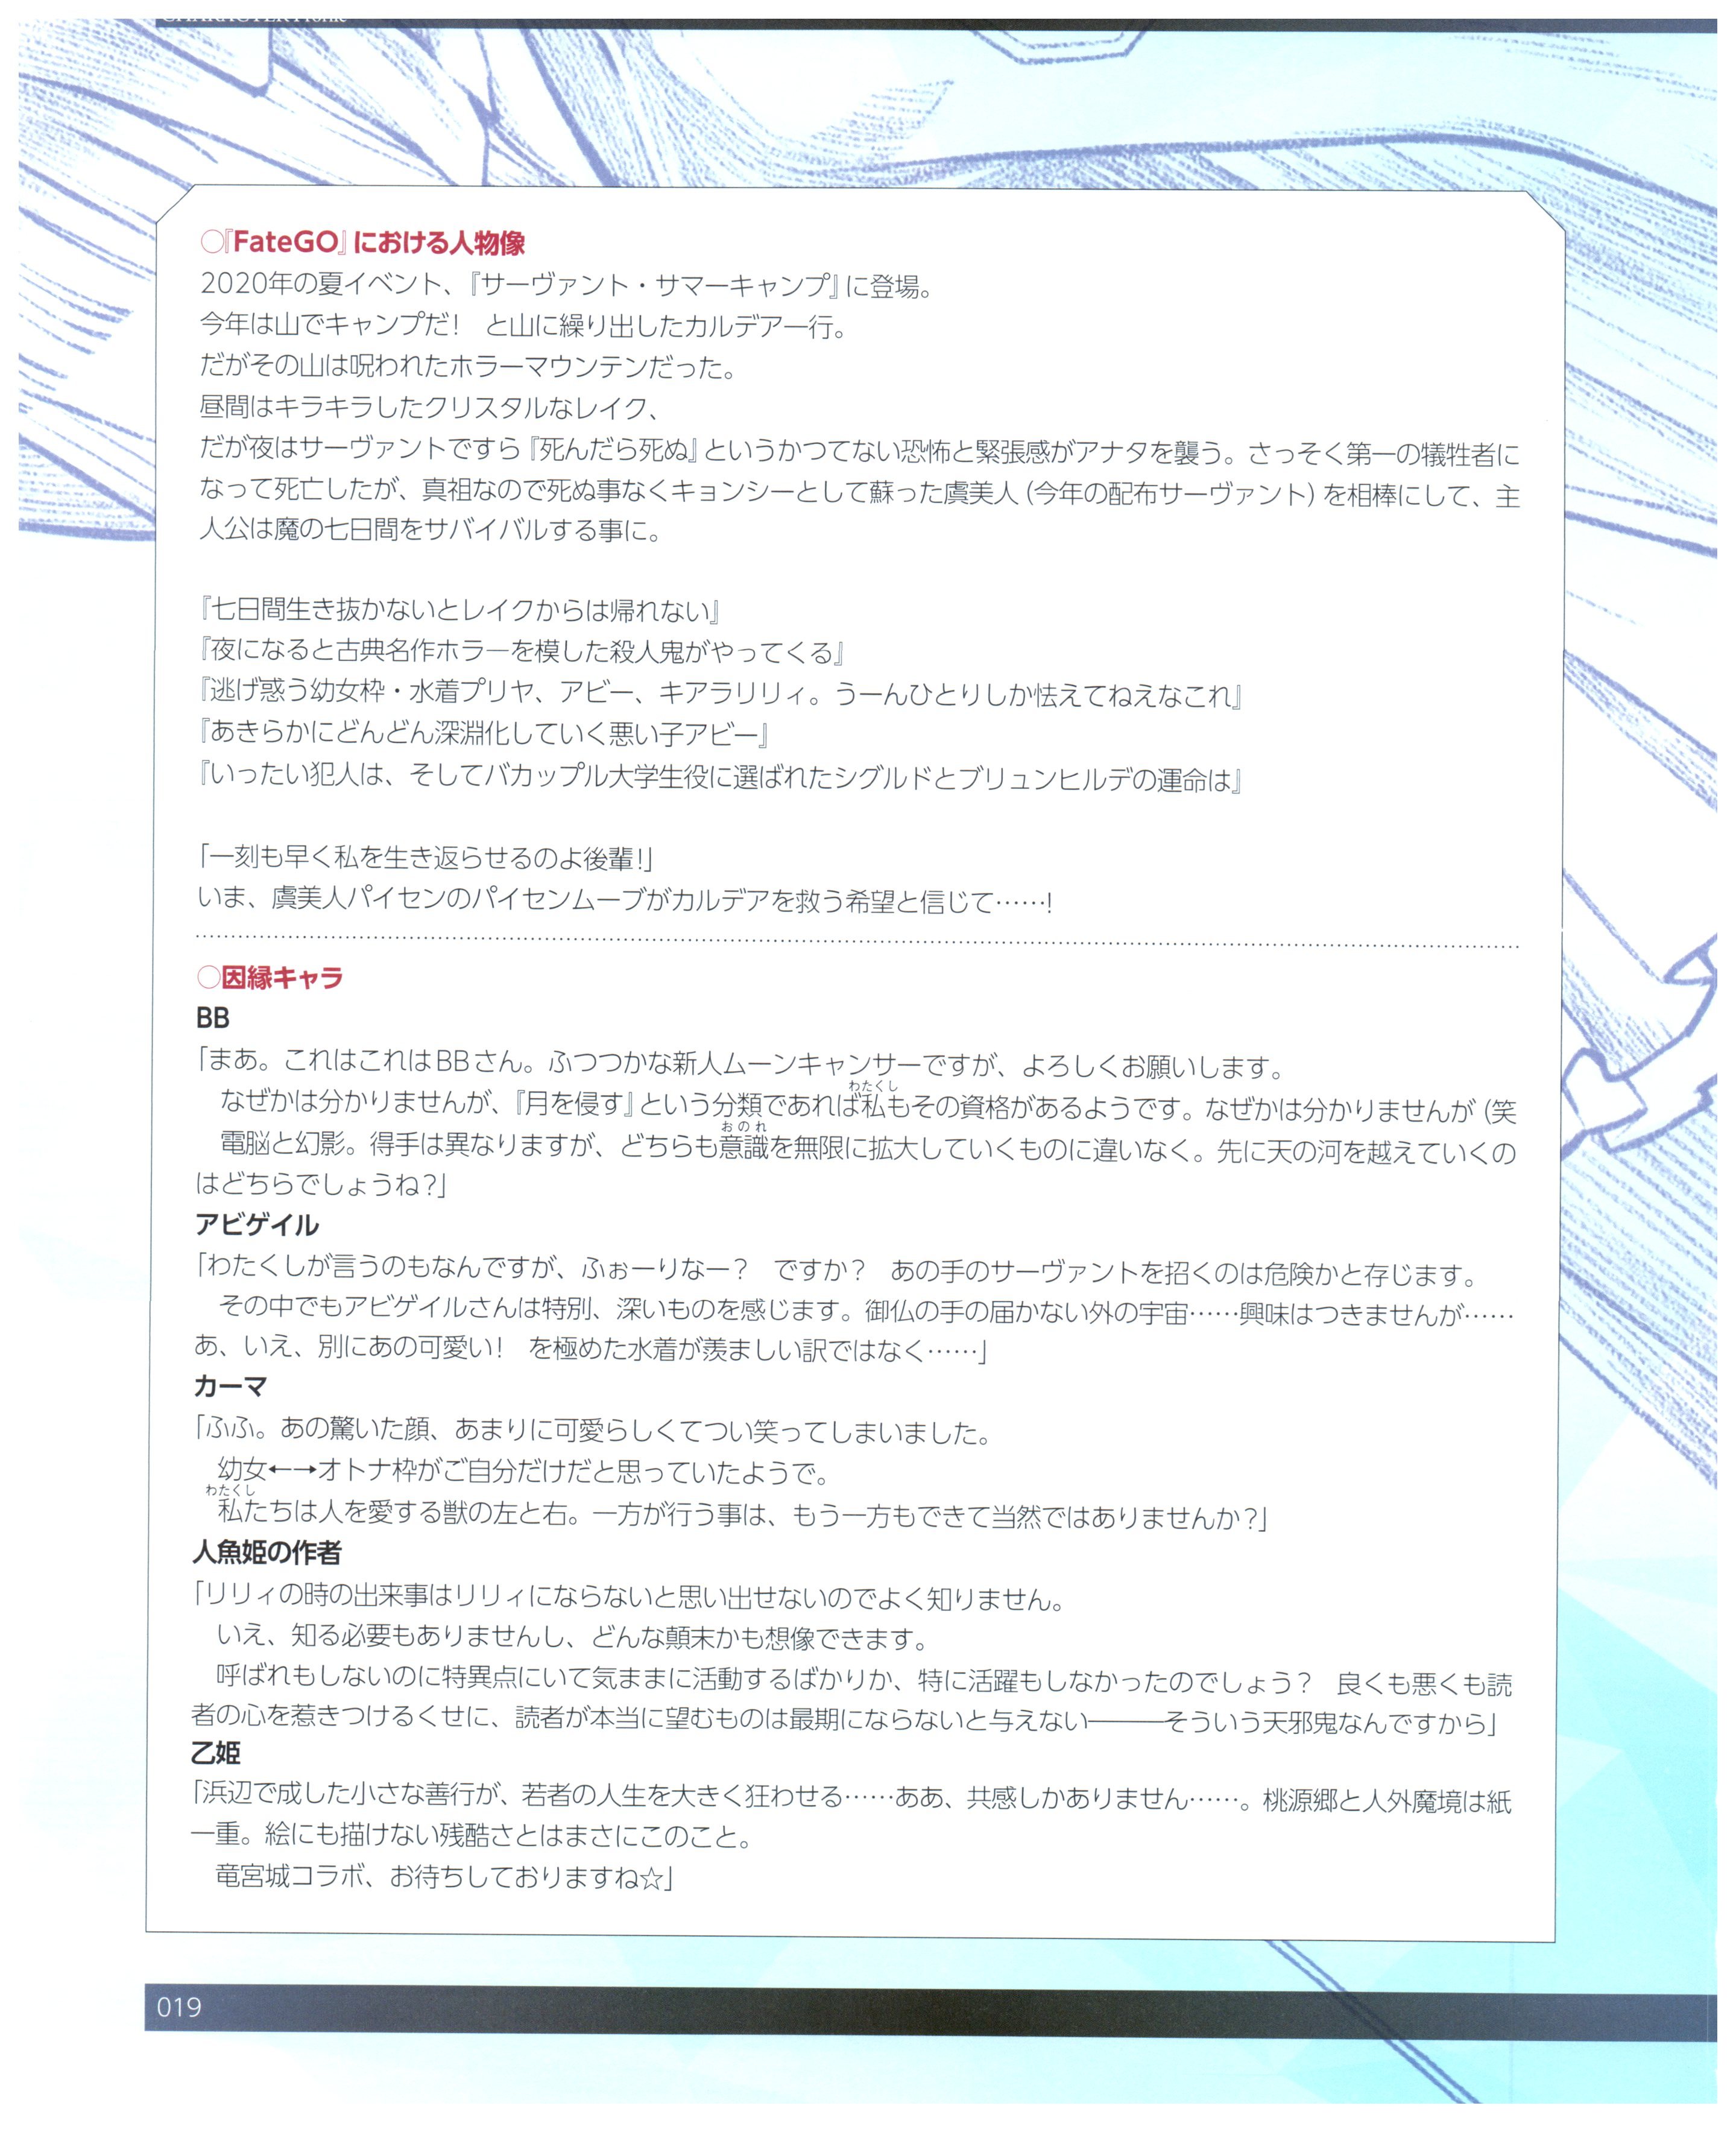 CHARACTER Profile
○『FateGO』における人物像
2020年の夏イベント、『サーヴァント・サマーキャンプ』に登場。
今年は山でキャンプだ！　と山に繰り出したカルデア一行。
だがその山は呪われたホラーマウンテンだった。
昼間はキラキラしたクリスタルなレイク、
だが夜はサーヴァントですら『死んだら死ぬ』というかつてない恐怖と緊張感がアナタを襲う。さっそく第一の犠牲者に
なって死亡したが、真祖なので死ぬ事なくキョンシーとして蘇った虞美人（今年の配布サーヴァント）を相棒にして、主
人公は魔の七日間をサバイバルする事に。
『七日間生き抜かないとレイクからは帰れない』
『夜になると古典名作ホラーを模した殺人鬼がやってくる』
『逃げ惑う幼女枠・水着プリヤ、アビー、キアラリリィ。うーんひとりしか怯えてねえなこれ』
『あきらかにどんどん深淵化していく悪い子アビー』
『いったい犯人は、そしてバカップル大学生役に選ばれたシグルドとブリュンヒルデの運命は』
「一刻も早く私を生き返らせるのよ後輩！」
いま、虞美人パイセンのパイセンムーブがカルデアを救う希望と信じて……！
○因縁キャラ
BB
「まあ。これはこれはBBさん。ふつつかな新人ムーンキャンサーですが、よろしくお願いします。
わたくし
なぜかは分かりませんが、『月を侵す』という分類であれば私もその資格があるようです。なぜかは分かりませんが（笑
おのれ
電脳と幻影。得手は異なりますが、どちらも意識を無限に拡大していくものに違いなく。先に天の河を越えていくの
はどちらでしょうね？」
アビゲイル
「わたくしが言うのもなんですが、ふぉーりなー？　ですか？　あの手のサーヴァントを招くのは危険かと存じます。
その中でもアビゲイルさんは特別、深いものを感じます。御仏の手の届かない外の宇宙……興味はつきませんが……
あ、いえ、別にあの可愛い！　を極めた水着が羨ましい訳ではなく……」
カーマ
「ふふ。あの驚いた顔、あまりに可愛らしくてつい笑ってしまいました。
幼女←→オトナ枠がご自分だけだと思っていたようで。
わたくし
私たちは人を愛する獣の左と右。一方が行う事は、もう一方もできて当然ではありませんか？」
人魚姫の作者
「リリィの時の出来事はリリィにならないと思い出せないのでよく知りません。
いえ、知る必要もありませんし、どんな顛末かも想像できます。
呼ばれもしないのに特異点にいて気ままに活動するばかりか、特に活躍もしなかったのでしょう？　良くも悪くも読
者の心を惹きつけるくせに、読者が本当に望むものは最期にならないと与えない―――そういう天邪鬼なんですから」
乙姫
「浜辺で成した小さな善行が、若者の人生を大きく狂わせる……ああ、共感しかありません……。桃源郷と人外魔境は紙
一重。絵にも描けない残酷さとはまさにこのこと。
竜宮城コラボ、お待ちしておりますね☆」
019